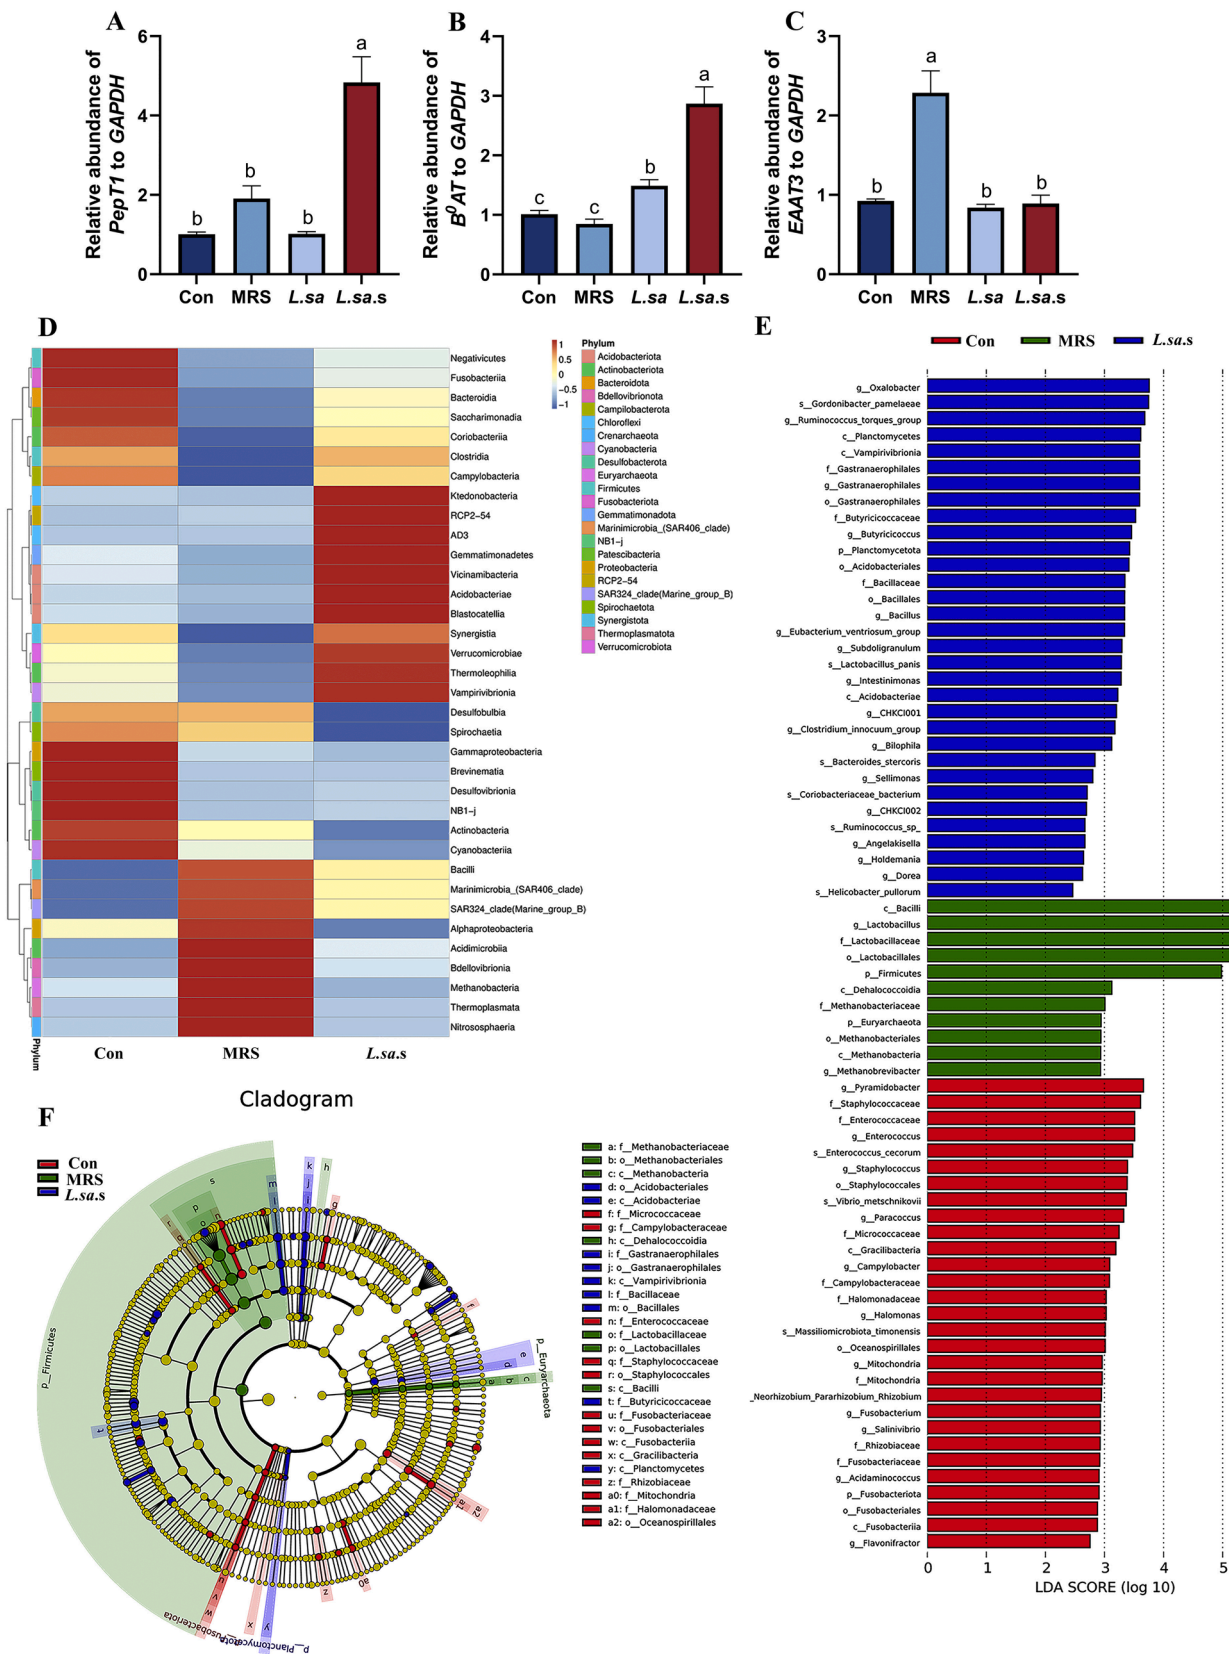 A
Relative abundance of
PepT1 to GAPDH
8
6
4
2
0
b
b
b
a
Con
MRS
L.sa
L.sa.s
B
Relative abundance of
B⁰AT to GAPDH
4
3
2
1
0
c
c
b
a
Con
MRS
L.sa
L.sa.s
C
Relative abundance of
EAAT3 to GAPDH
3
2
1
0
b
a
b
b
Con
MRS
L.sa
L.sa.s
D
Negativicutes
Fusobacteriia
Bacteroidia
Saccharimonadia
Coriobacteriia
Clostridia
Campylobacteria
Ktedonobacteria
RCP2-54
AD3
Gemmatimonadetes
Vicinamibacteria
Acidobacteriae
Blastocatellia
Synergistia
Verrucomicrobiae
Thermoleophilia
Vampirivibrionia
Desulfobulbia
Spirochaetia
Gammaproteobacteria
Brevinematia
Desulfovibrionia
NB1-j
Actinobacteria
Cyanobacteriia
Bacilli
Marinimicrobia_(SAR406_clade)
SAR324_clade(Marine_group_B)
Alphaproteobacteria
Acidimicrobiia
Bdellovibrionia
Methanobacteria
Thermoplasmata
Nitrososphaeria
Phylum
Con
MRS
L.sa.s
1
0.5
0
-0.5
-1
Phylum
Acidobacteriota
Actinobacteriota
Bacteroidota
Bdellovibrionota
Campilobacterota
Chloroflexi
Crenarchaeota
Cyanobacteria
Desulfobacterota
Euryarchaeota
Firmicutes
Fusobacteriota
Gemmatimonadota
Marinimicrobia_(SAR406_clade)
NB1-j
Patescibacteria
Proteobacteria
RCP2-54
SAR324_clade(Marine_group_B)
Spirochaetota
Synergistota
Thermoplasmatota
Verrucomicrobiota
E
Con
MRS
L.sa.s
g__Oxalobacter
s__Gordonibacter_pamelaeae
g__Ruminococcus_torques_group
c__Planctomycetes
c__Vampirivibrionia
f__Gastranaerophilales
g__Gastranaerophilales
o__Gastranaerophilales
f__Butyricicoccaceae
g__Butyricicoccus
p__Planctomycetota
o__Acidobacteriales
f__Bacillaceae
o__Bacillales
g__Bacillus
g__Eubacterium_ventriosum_group
g__Subdoligranulum
s__Lactobacillus_panis
g__Intestinimonas
c__Acidobacteriae
g__CHKCI001
g__Clostridium_innocuum_group
g__Bilophila
s__Bacteroides_stercoris
g__Sellimonas
s__Coriobacteriaceae_bacterium
g__CHKCI002
s__Ruminococcus_sp_
g__Angelakisella
g__Holdemania
g__Dorea
s__Helicobacter_pullorum
c__Bacilli
g__Lactobacillus
f__Lactobacillaceae
o__Lactobacillales
p__Firmicutes
c__Dehalococcoidia
f__Methanobacteriaceae
p__Euryarchaeota
o__Methanobacteriales
c__Methanobacteria
g__Methanobrevibacter
g__Pyramidobacter
f__Staphylococcaceae
f__Enterococcaceae
g__Enterococcus
s__Enterococcus_cecorum
g__Staphylococcus
o__Staphylococcales
s__Vibrio_metschnikovii
g__Paracoccus
f__Micrococcaceae
c__Gracilibacteria
g__Campylobacter
f__Campylobacteraceae
f__Halomonadaceae
g__Halomonas
s__Massiliomicrobiota_timonensis
o__Oceanospirillales
g__Mitochondria
f__Mitochondria
_Neorhizobium_Pararhizobium_Rhizobium
g__Fusobacterium
g__Salinivibrio
f__Rhizobiaceae
f__Fusobacteriaceae
g__Acidaminococcus
p__Fusobacteriota
o__Fusobacteriales
c__Fusobacteriia
g__Flavonifractor
0
1
2
3
4
5
LDA SCORE (log 10)
F
Cladogram
Con
MRS
L.sa.s
p__Firmicutes
p__Euryarchaeota
p__Planctomycetota
p__Fusobacteriota
a
b
c
d
e
f
g
h
i
j
k
l
m
n
o
p
q
r
s
t
u
v
w
x
y
z
a0
a1
a2
a: f__Methanobacteriaceae
b: o__Methanobacteriales
c: c__Methanobacteria
d: o__Acidobacteriales
e: c__Acidobacteriae
f: f__Micrococcaceae
g: f__Campylobacteraceae
h: c__Dehalococcoidia
i: f__Gastranaerophilales
j: o__Gastranaerophilales
k: c__Vampirivibrionia
l: f__Bacillaceae
m: o__Bacillales
n: f__Enterococcaceae
o: f__Lactobacillaceae
p: o__Lactobacillales
q: f__Staphylococcaceae
r: o__Staphylococcales
s: c__Bacilli
t: f__Butyricicoccaceae
u: f__Fusobacteriaceae
v: o__Fusobacteriales
w: c__Fusobacteriia
x: c__Gracilibacteria
y: c__Planctomycetes
z: f__Rhizobiaceae
a0: f__Mitochondria
a1: f__Halomonadaceae
a2: o__Oceanospirillales